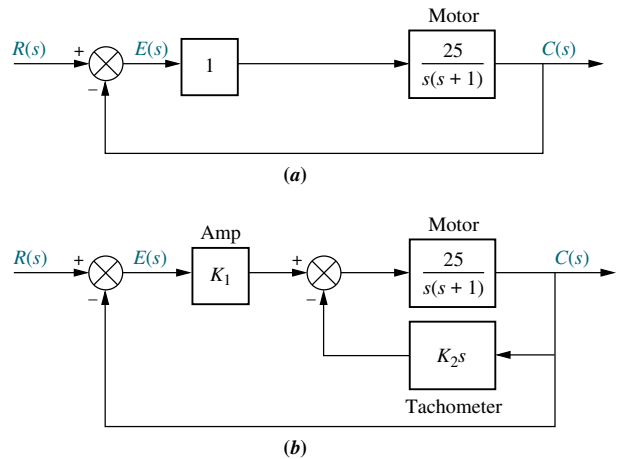 Motor
R(s) + E(s) 1 25 C(s)
s(s + 1)
–
(a)
Amp Motor
R(s) + E(s) K₁ + 25 C(s)
s(s + 1)
– –
K₂s
Tachometer
(b)